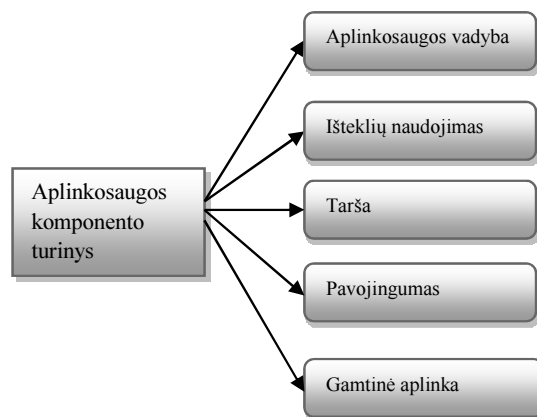 Aplinkosaugos vadyba
Išteklių naudojimas
Aplinkosaugos
komponento
turinys
Tarša
Pavojingumas
Gamtinė aplinka